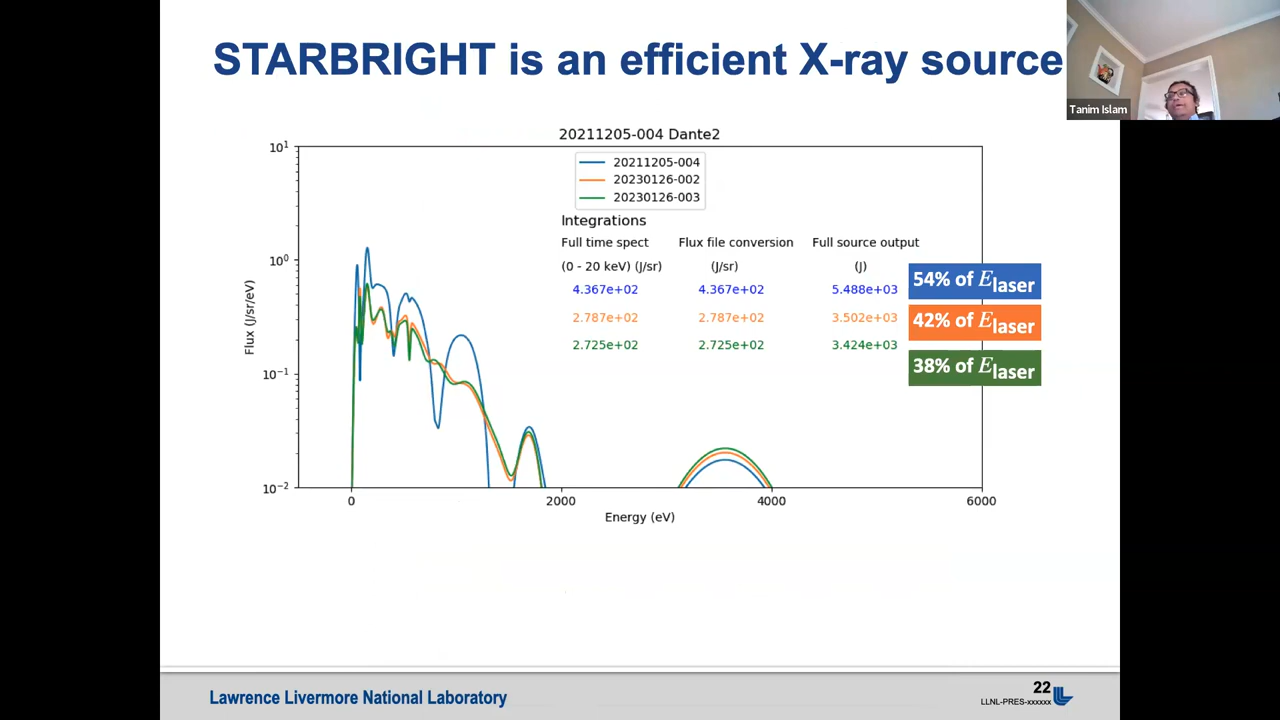 STARBRIGHT is an efficient X-ray source
Tanim Islam
20211205-004 Dante2
20211205-004
20230126-002
20230126-003
Integrations
Full time spect Flux file conversion Full source output
(0 - 20 keV) (J/sr) (J/sr) (J)
4.367e+02 4.367e+02 5.488e+03 54% of Elaser
2.787e+02 2.787e+02 3.502e+03 42% of Elaser
2.725e+02 2.725e+02 3.424e+03 38% of Elaser
Flux (J/sr/eV)
10¹
10⁰
10⁻¹
10⁻²
0 2000 4000 6000
Energy (eV)
Lawrence Livermore National Laboratory
22
LLNL-PRES-xxxxxx